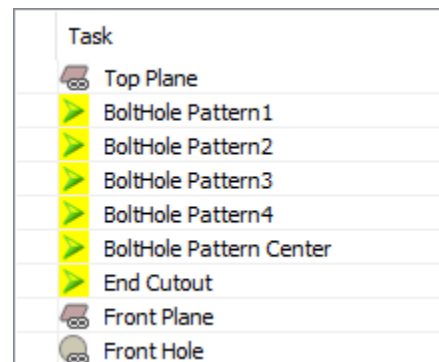 Task
Top Plane
BoltHole Pattern1
BoltHole Pattern2
BoltHole Pattern3
BoltHole Pattern4
BoltHole Pattern Center
End Cutout
Front Plane
Front Hole